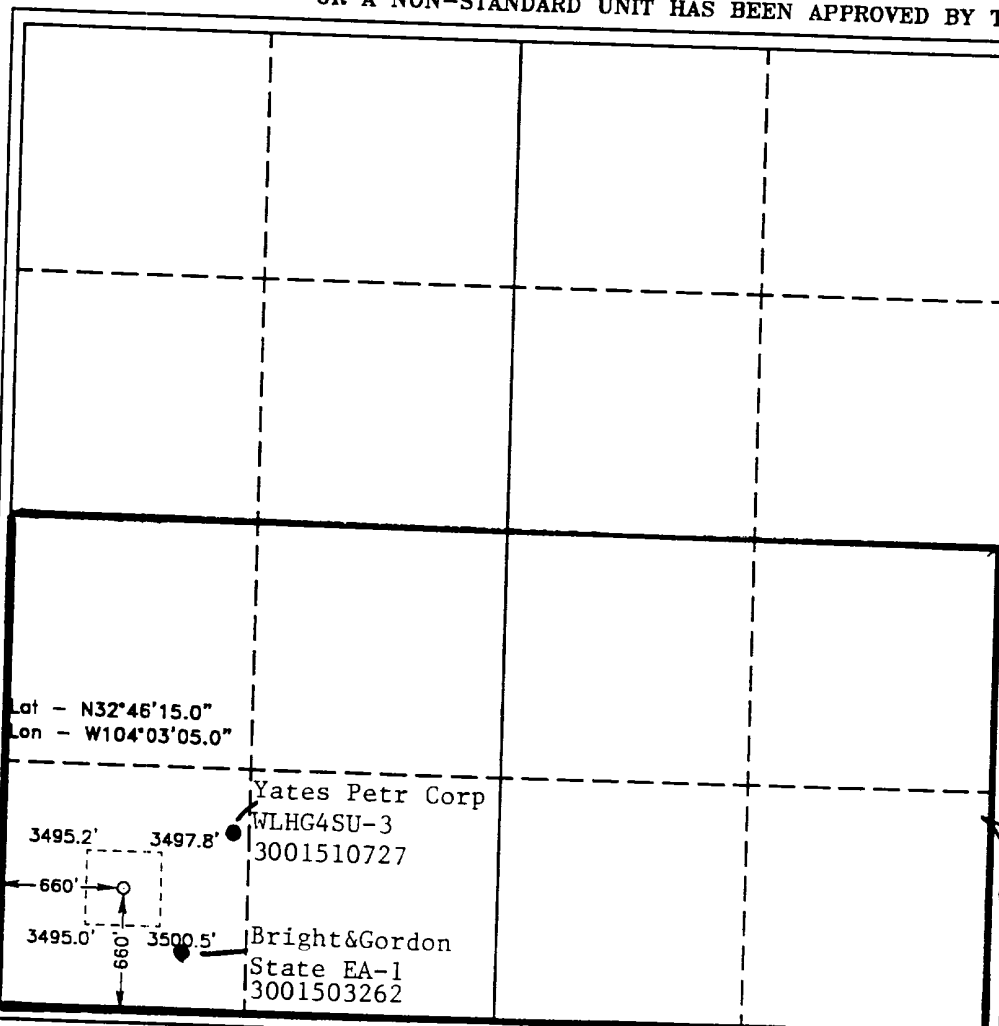 OR A NON-STANDARD UNIT HAS BEEN APPROVED BY T
Lat - N32°46'15.0"
Lon - W104°03'05.0"
Yates Petr Corp
WLHG4SU-3
3001510727
3495.2' 3497.8'
660'
3495.0' 3500.5'
660'
Bright&Gordon
State EA-1
3001503262